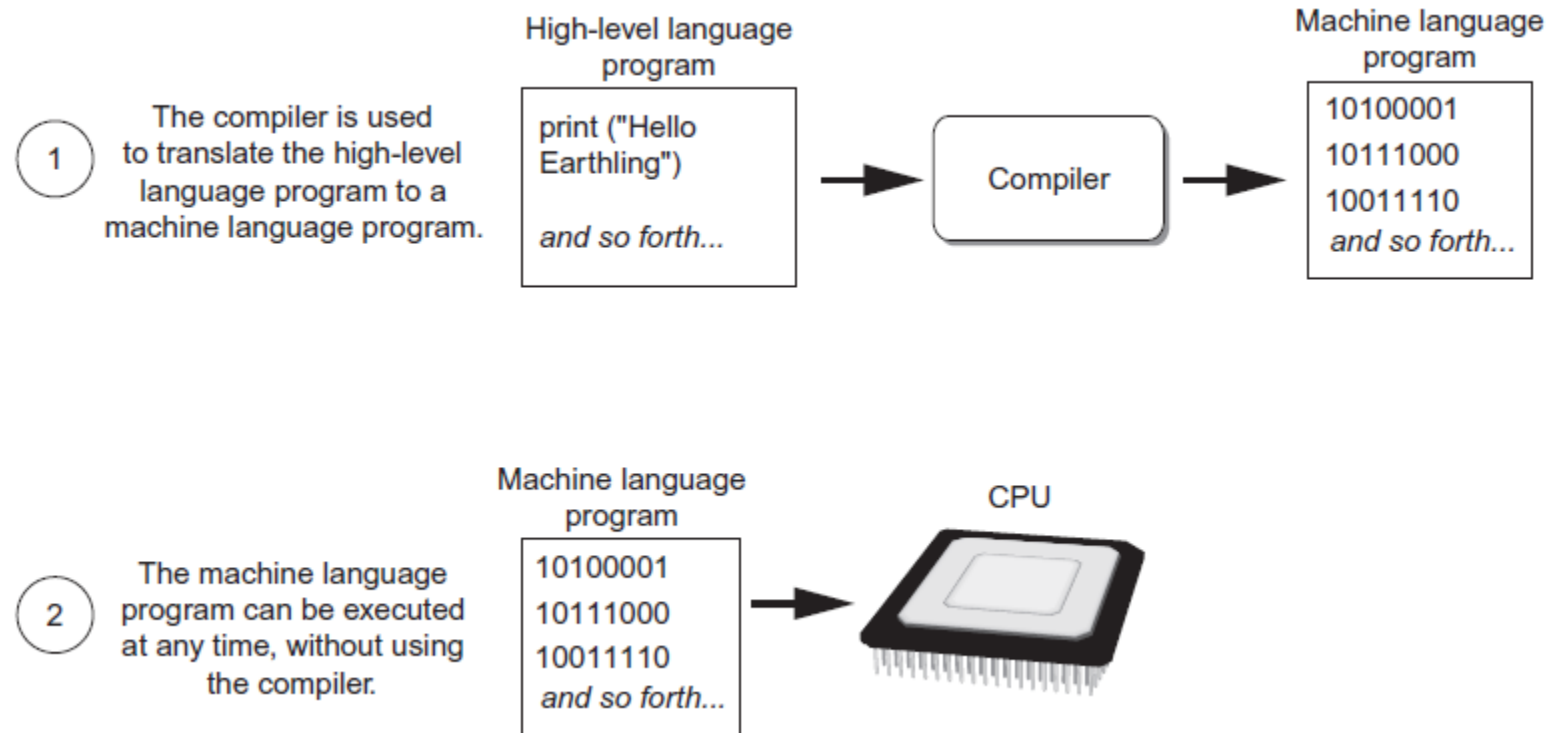 High-level language
program
Machine language
program
1
The compiler is used
to translate the high-level
language program to a
machine language program.
print ("Hello
Earthling")
and so forth...
Compiler
10100001
10111000
10011110
and so forth...
Machine language
program
CPU
2
The machine language
program can be executed
at any time, without using
the compiler.
10100001
10111000
10011110
and so forth...